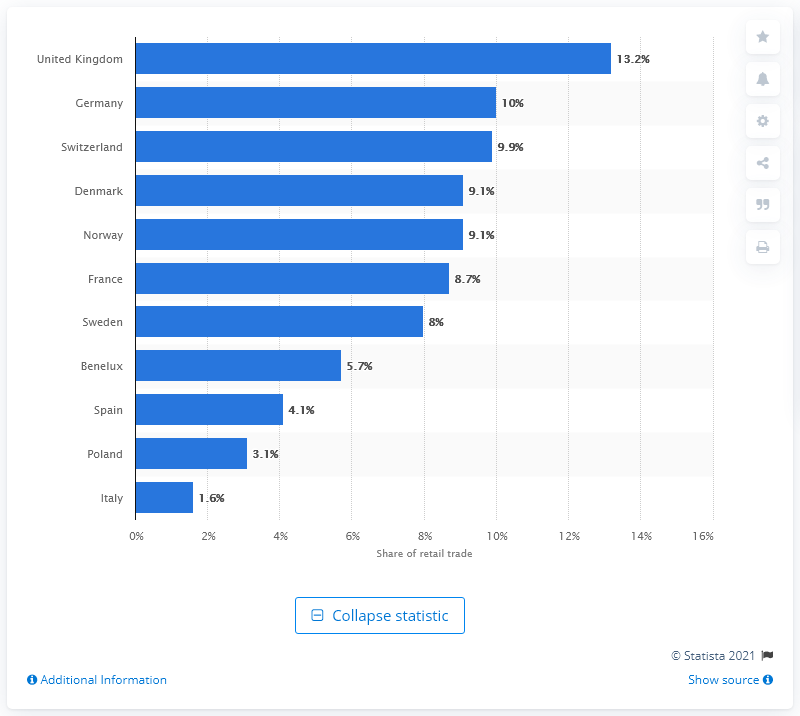 United Kingdom 13.2%
Germany 10%
Switzerland 9.9%
Denmark 9.1%
Norway 9.1%
France 8.7%
Sweden 8%
Benelux 5.7%
Spain 4.1%
Poland 3.1%
Italy 1.6%
0% 2% 4% 6% 8% 10% 12% 14% 16%
Share of retail trade
Collapse statistic
© Statista 2021
Additional Information Show source